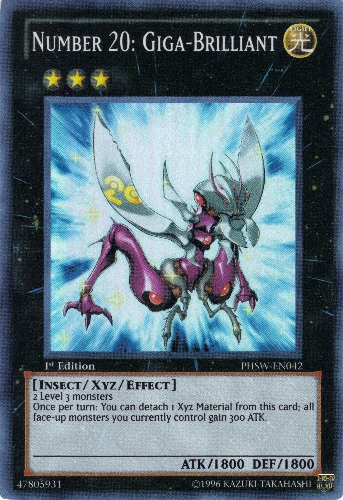 NUMBER 20: GIGA-BRILLIANT
LIGHT
光
20
1st Edition
PHSW-EN042
[INSECT/XYZ/EFFECT]
2 Level 3 monsters
Once per turn: You can detach 1 Xyz Material from this card; all
face-up monsters you currently control gain 300 ATK.
ATK/1800 DEF/1800
47805931
©1996 KAZUKI TAKAHASHI